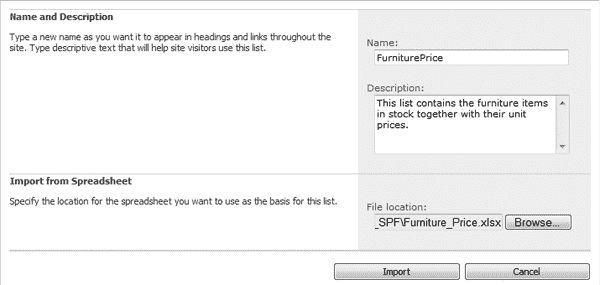 Name and Description
Type a new name as you want it to appear in headings and links throughout the
site. Type descriptive text that will help site visitors use this list.
Name:
FurniturePrice
Description:
This list contains the furniture items
in stock together with their unit
prices.
Import from Spreadsheet
Specify the location for the spreadsheet you want to use as the basis for this list.
File location:
_SPF\Furniture_Price.xlsx Browse...
Import Cancel